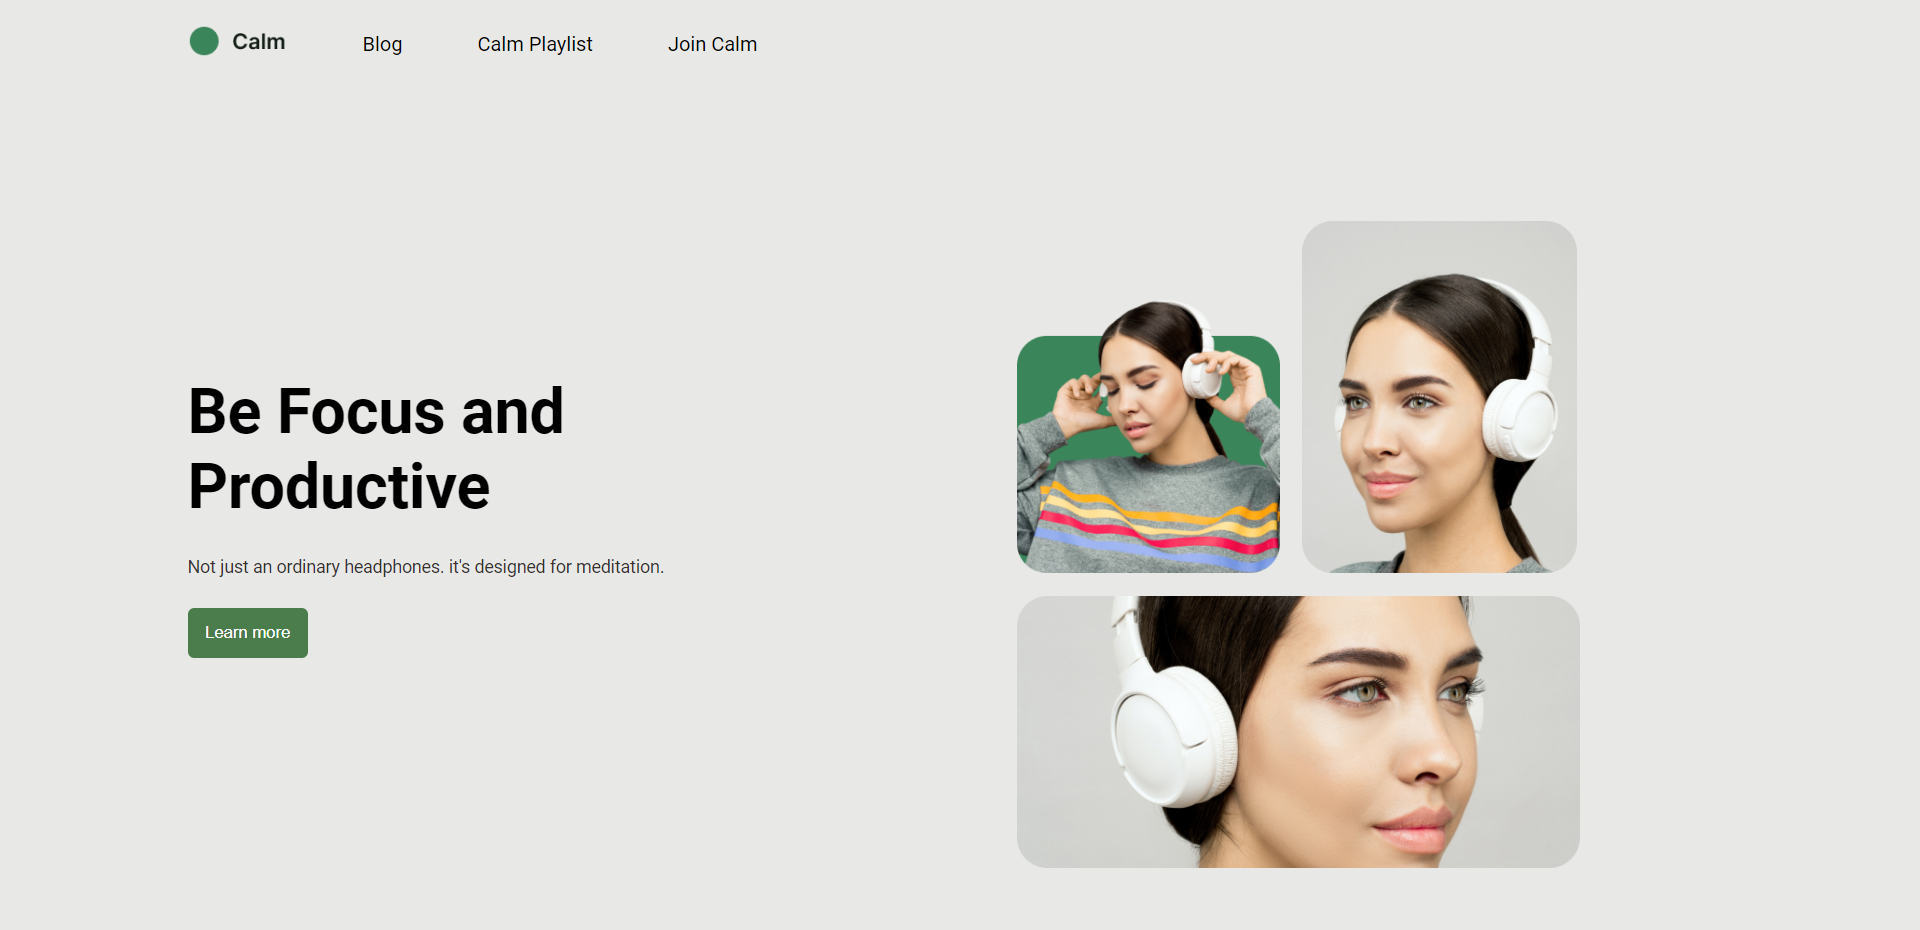 Calm
Blog
Calm Playlist
Join Calm
Be Focus and
Productive
Not just an ordinary headphones. it's designed for meditation.
Learn more